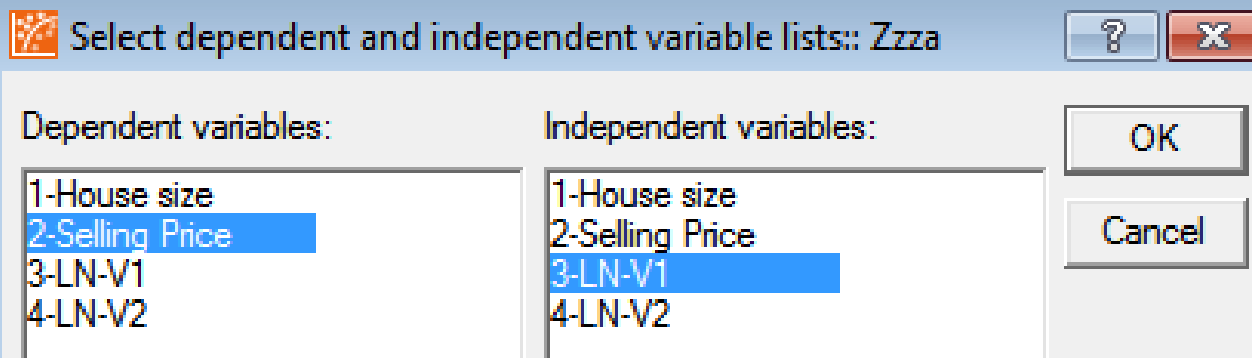 Select dependent and independent variable lists:: Zzza
Dependent variables:
1-House size
2-Selling Price
3-LN-V1
4-LN-V2
Independent variables:
1-House size
2-Selling Price
3-LN-V1
4-LN-V2
?
OK
Cancel